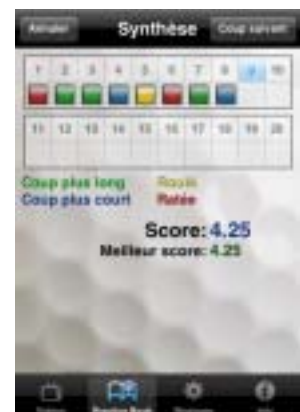 Annuler Synthèse Coup suivant
1 2 3 4 5 6 7 8 9 10
11 12 13 14 15 16 17 18 19 20
Coup plus long Roulé
Coup plus court Ratée
Score: 4.25
Meilleur score: 4.25